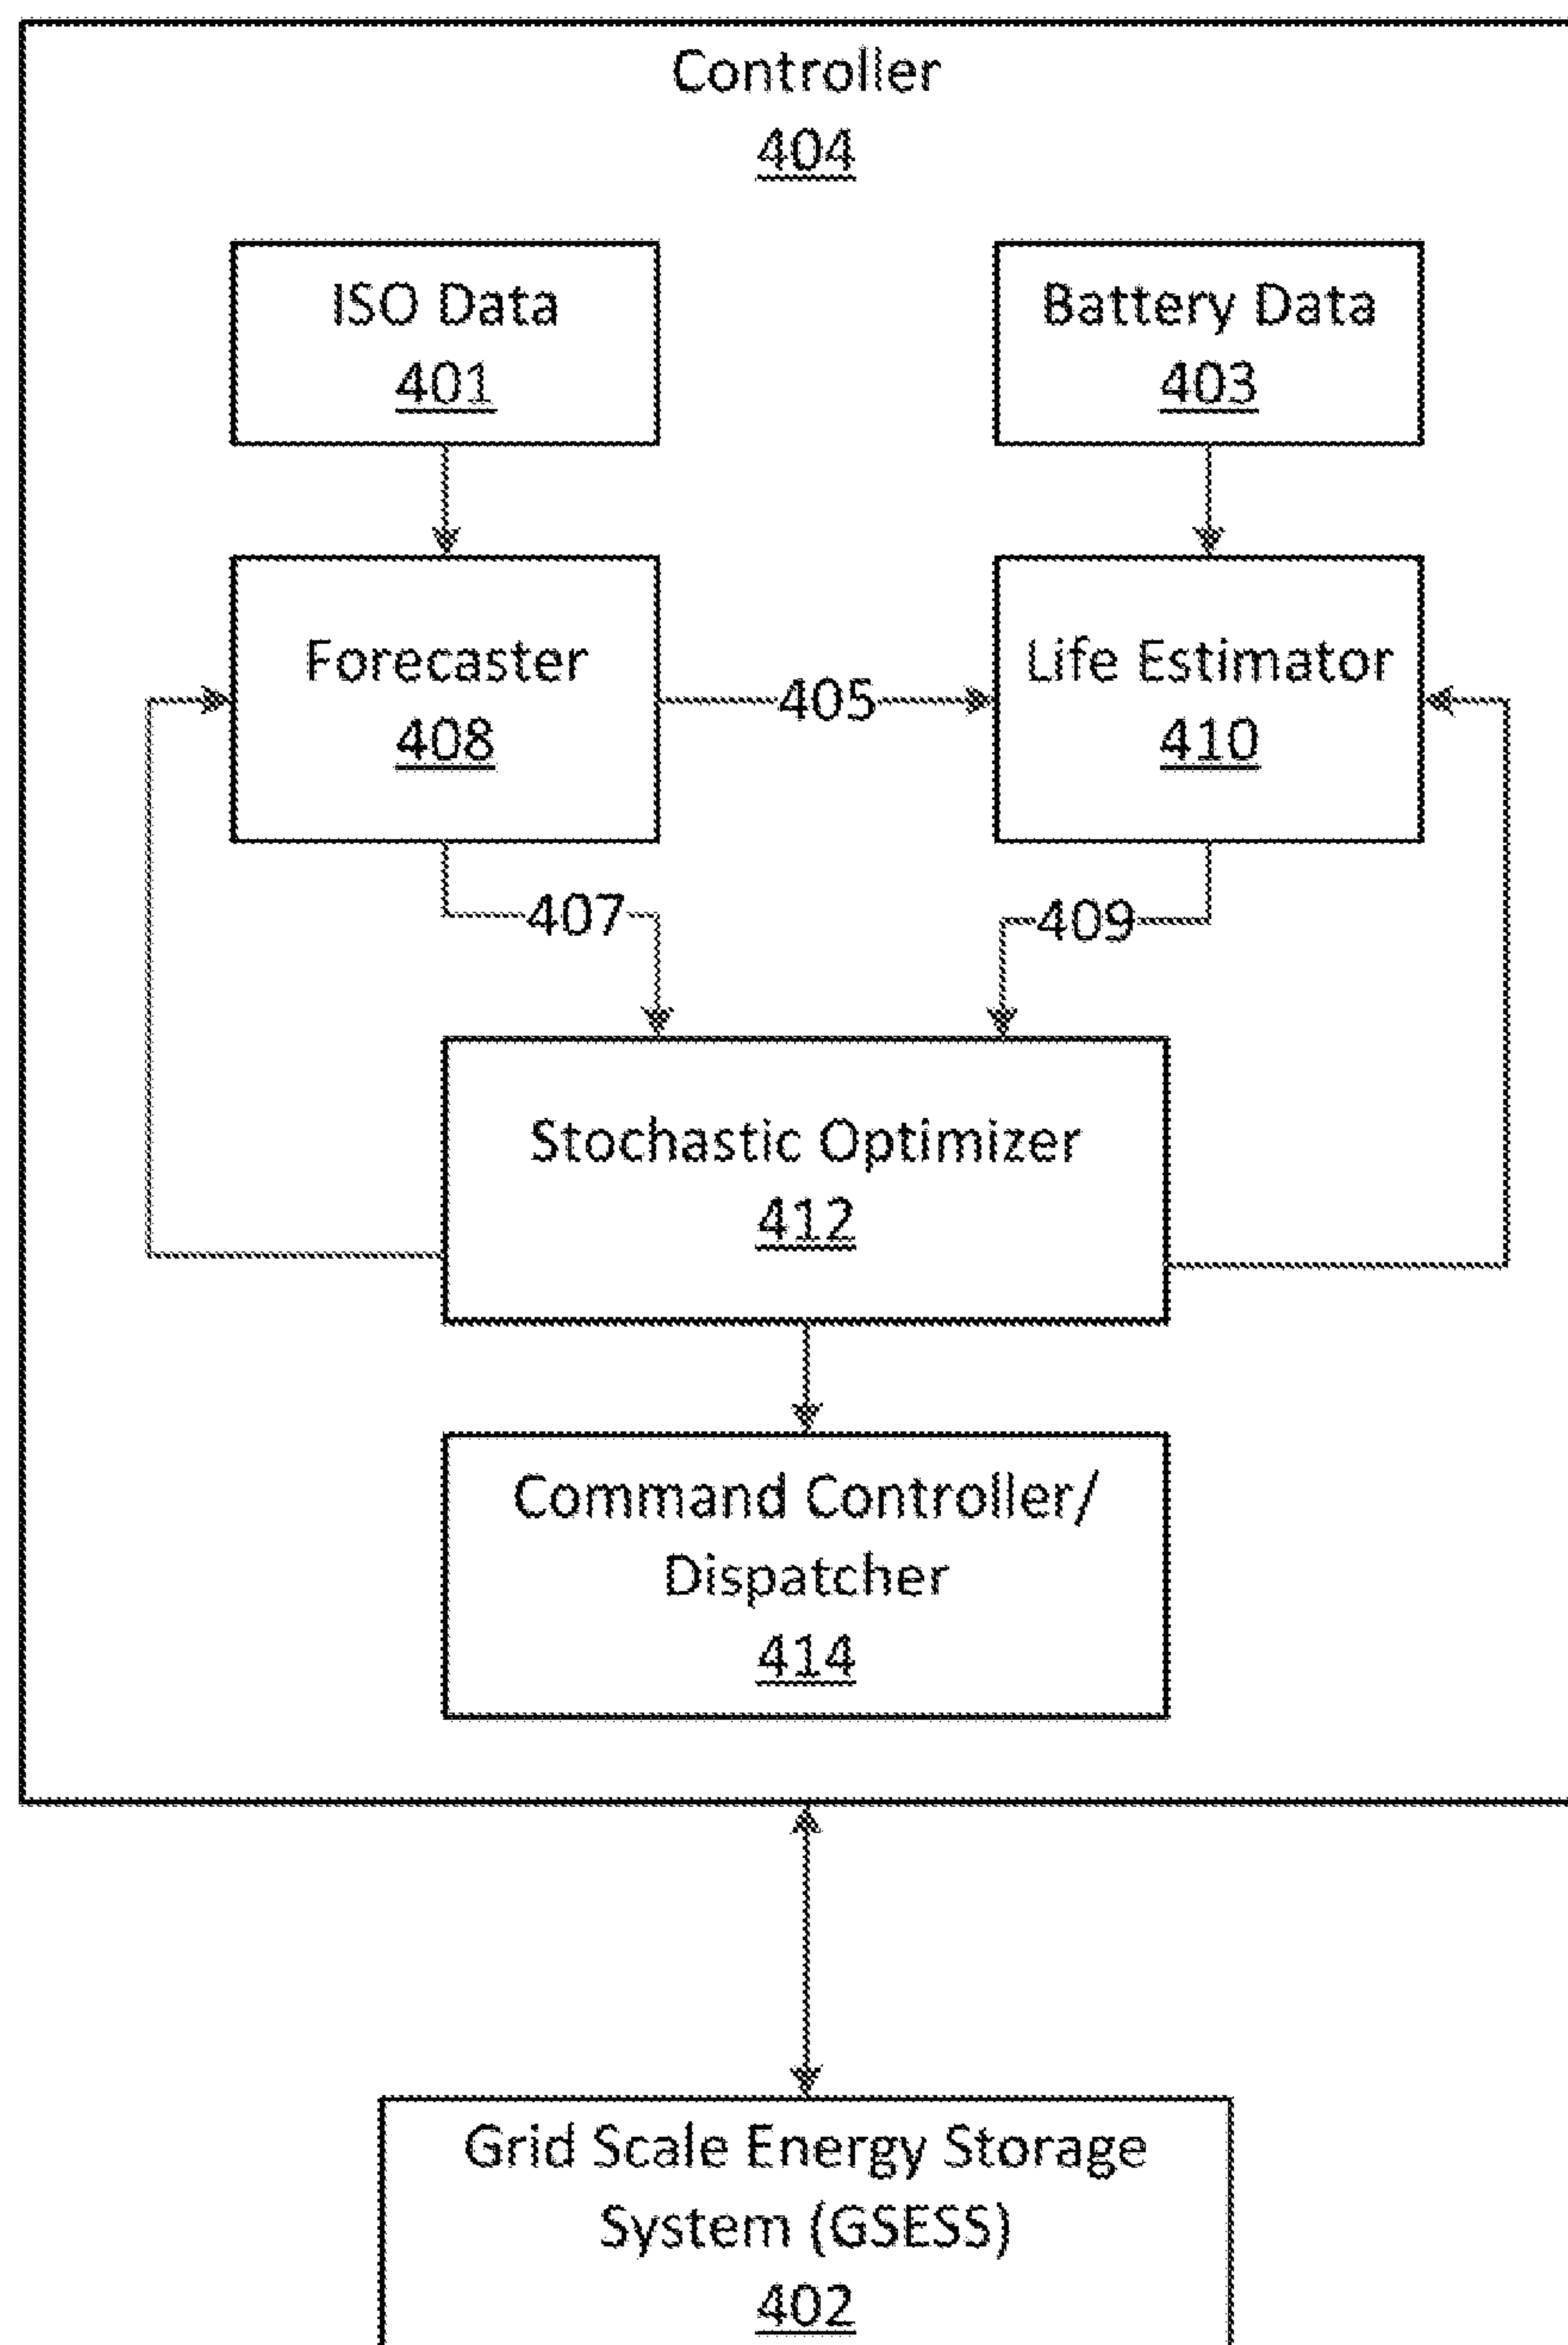 Controller
404
ISO Data
401
Battery Data
403
Forecaster
408
405
Life Estimator
410
407
409
Stochastic Optimizer
412
Command Controller/
Dispatcher
414
Grid Scale Energy Storage
System (GSESS)
402